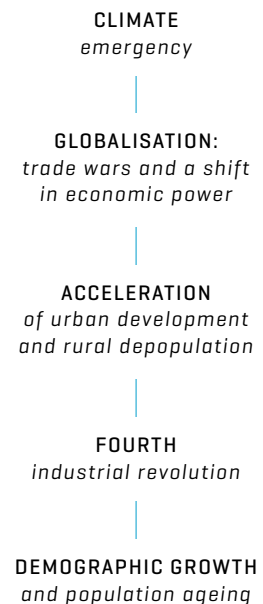 CLIMATE
emergency
GLOBALISATION:
trade wars and a shift
in economic power
ACCELERATION
of urban development
and rural depopulation
FOURTH
industrial revolution
DEMOGRAPHIC GROWTH
and population ageing